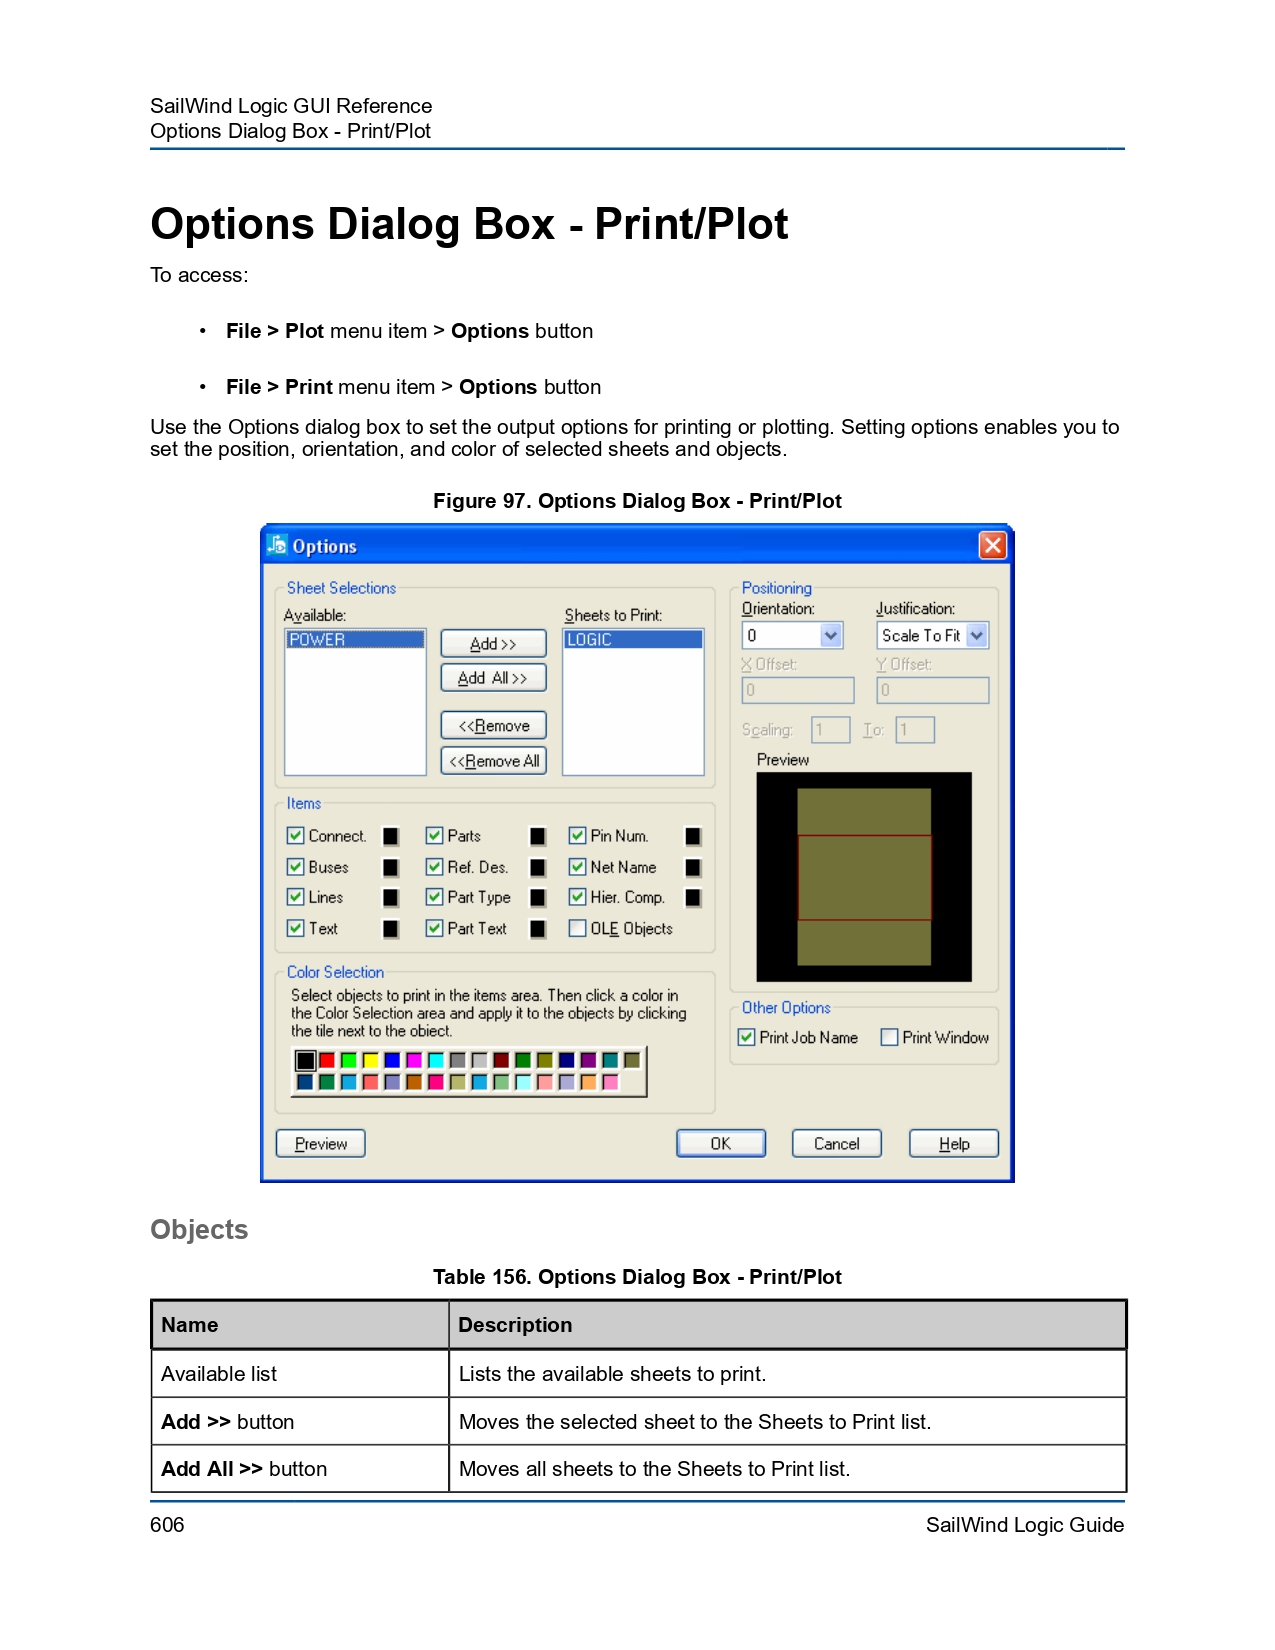 SailWind Logic GUI Reference
Options Dialog Box - Print/Plot
Options Dialog Box - Print/Plot
To access:
• File > Plot menu item > Options button
• File > Print menu item > Options button
Use the Options dialog box to set the output options for printing or plotting. Setting options enables you to
set the position, orientation, and color of selected sheets and objects.
Figure 97. Options Dialog Box - Print/Plot
Options
Sheet Selections
Available:
POWER
Add >>
Add All >>
<<Remove
<<Remove All
Sheets to Print:
LOGIC
Positioning
Orientation:
Justification:
0
Scale To Fit
X Offset:
Y Offset:
0
0
Scaling: 1 To: 1
Preview
Items
Connect.
Parts
Pin Num.
Buses
Ref. Des.
Net Name
Lines
Part Type
Hier. Comp.
Text
Part Text
OLE Objects
Color Selection
Select objects to print in the items area. Then click a color in
the Color Selection area and apply it to the objects by clicking
the tile next to the object.
Other Options
Print Job Name
Print Window
Preview
OK
Cancel
Help
Objects
Table 156. Options Dialog Box - Print/Plot
Name Description
Available list Lists the available sheets to print.
Add >> button Moves the selected sheet to the Sheets to Print list.
Add All >> button Moves all sheets to the Sheets to Print list.
606 SailWind Logic Guide